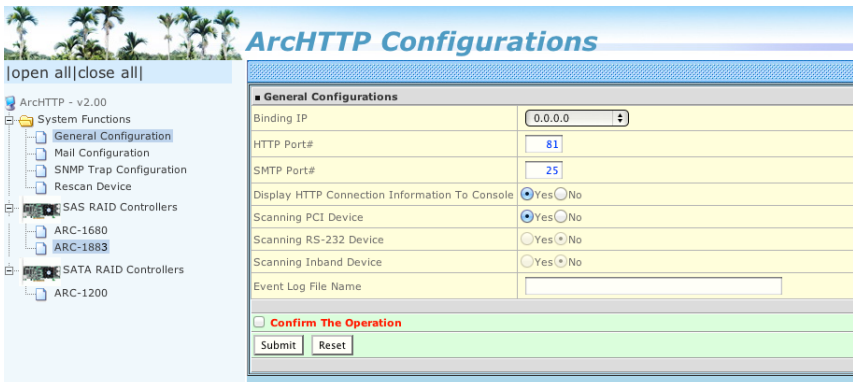 ArcHTTP Configurations
|open all|close all|
ArcHTTP - v2.00
System Functions
General Configuration
Mail Configuration
SNMP Trap Configuration
Rescan Device
SAS RAID Controllers
ARC-1680
ARC-1883
SATA RAID Controllers
ARC-1200
General Configurations
Binding IP 0.0.0.0
HTTP Port# 81
SMTP Port# 25
Display HTTP Connection Information To Console Yes No
Scanning PCI Device Yes No
Scanning RS-232 Device Yes No
Scanning Inband Device Yes No
Event Log File Name
Confirm The Operation
Submit Reset